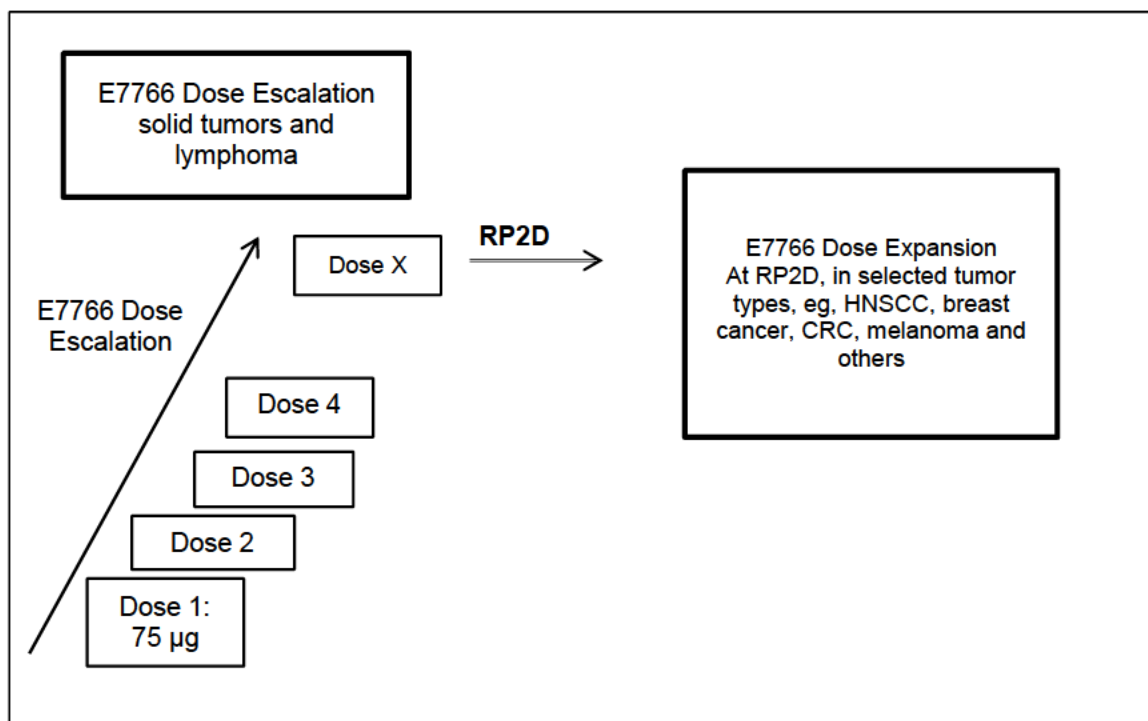 E7766 Dose Escalation
solid tumors and
lymphoma
E7766 Dose
Escalation
Dose X
RP2D
Dose 4
Dose 3
Dose 2
Dose 1:
75 µg
E7766 Dose Expansion
At RP2D, in selected tumor
types, eg, HNSCC, breast
cancer, CRC, melanoma and
others